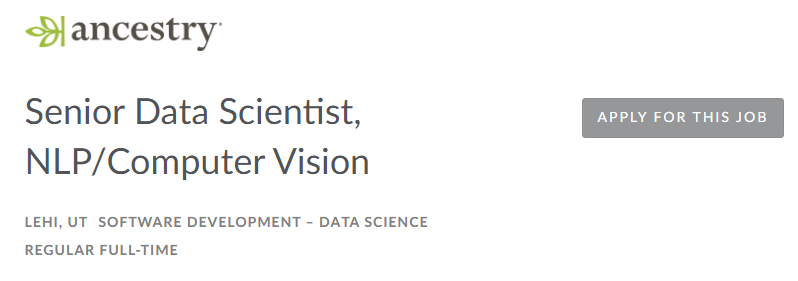 ancestry
Senior Data Scientist,
NLP/Computer Vision
APPLY FOR THIS JOB
LEHI, UT SOFTWARE DEVELOPMENT – DATA SCIENCE
REGULAR FULL-TIME